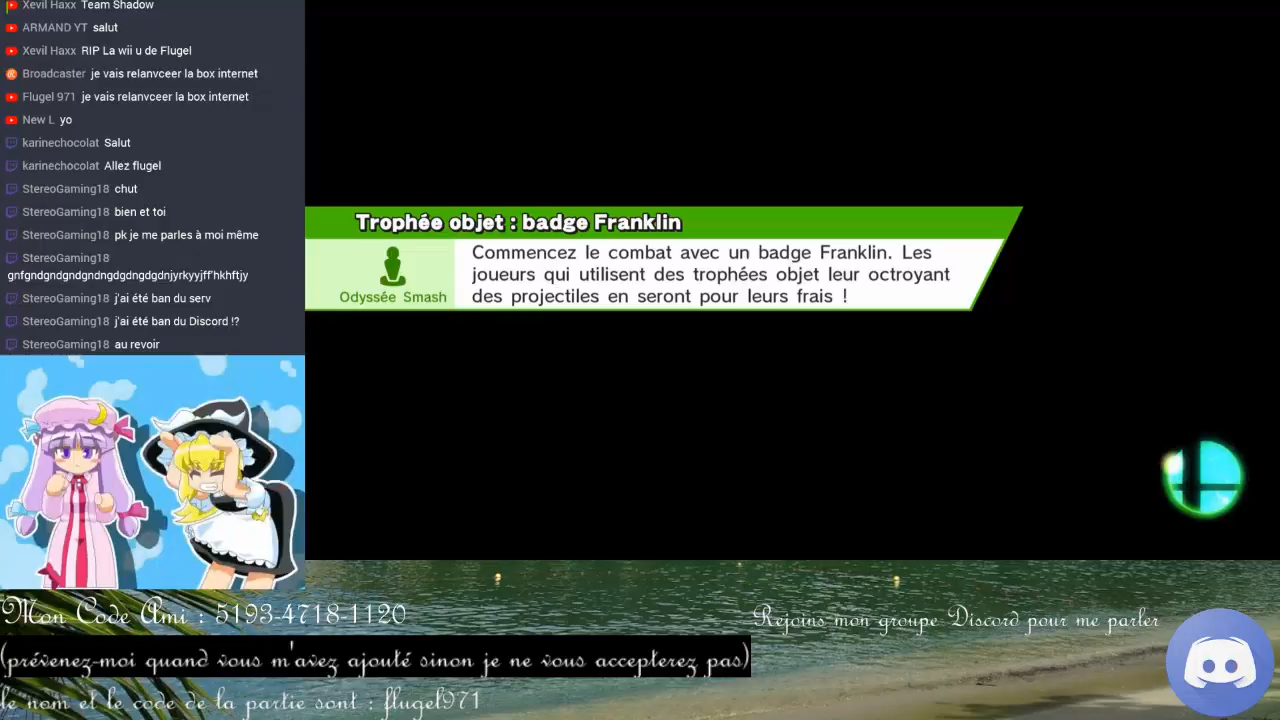 Xevil Haxx Team Shadow
ARMAND YT salut
Xevil Haxx RIP La wii u de Flugel
Broadcaster je vais relanvceer la box internet
Flugel 971 je vais relanvceer la box internet
New L yo
karinechocolat Salut
karinechocolat Allez flugel
StereoGaming18 chut
StereoGaming18 bien et toi
StereoGaming18 pk je me parles à moi même
StereoGaming18
gnfgndgndgndgndngdgdngdgdnjyrkyyjff'hkhftjy
StereoGaming18 j'ai été ban du serv
StereoGaming18 j'ai été ban du Discord !?
StereoGaming18 au revoir
Trophée objet : badge Franklin
Odyssée Smash
Commencez le combat avec un badge Franklin. Les
joueurs qui utilisent des trophées objet leur octroyant
des projectiles en seront pour leurs frais !
Mon Code Ami : 5193-4718-1120
(prévenez-moi quand vous m'avez ajouté sinon je ne vous accepterez pas)
le nom et le code de la partie sont : flugel971
Rejoins mon groupe Discord pour me parler